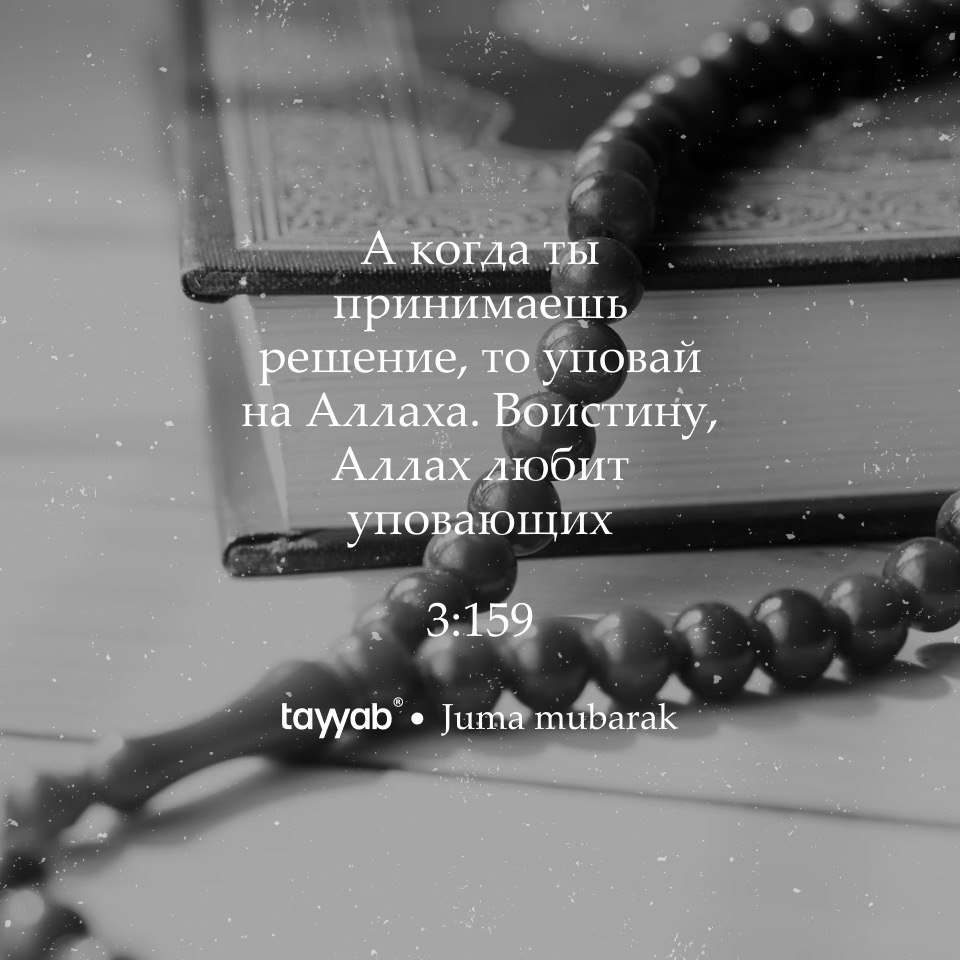 А когда ты
принимаешь
решение, то уповай
на Аллаха. Воистину,
Аллах любит
уповающих
3:159
tayyab® • Juma mubarak